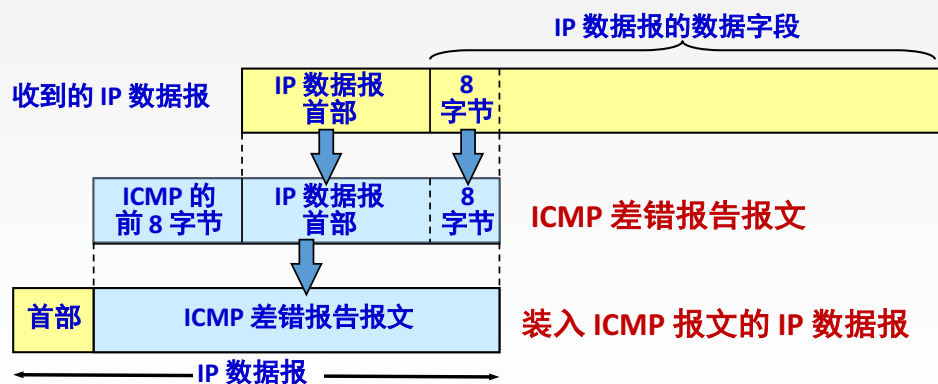 IP 数据报的数据字段
收到的 IP 数据报
IP 数据报
首部
8
字节
ICMP 的
前 8 字节
IP 数据报
首部
8
字节
ICMP 差错报告报文
首部
ICMP 差错报告报文
装入 ICMP 报文的 IP 数据报
IP 数据报